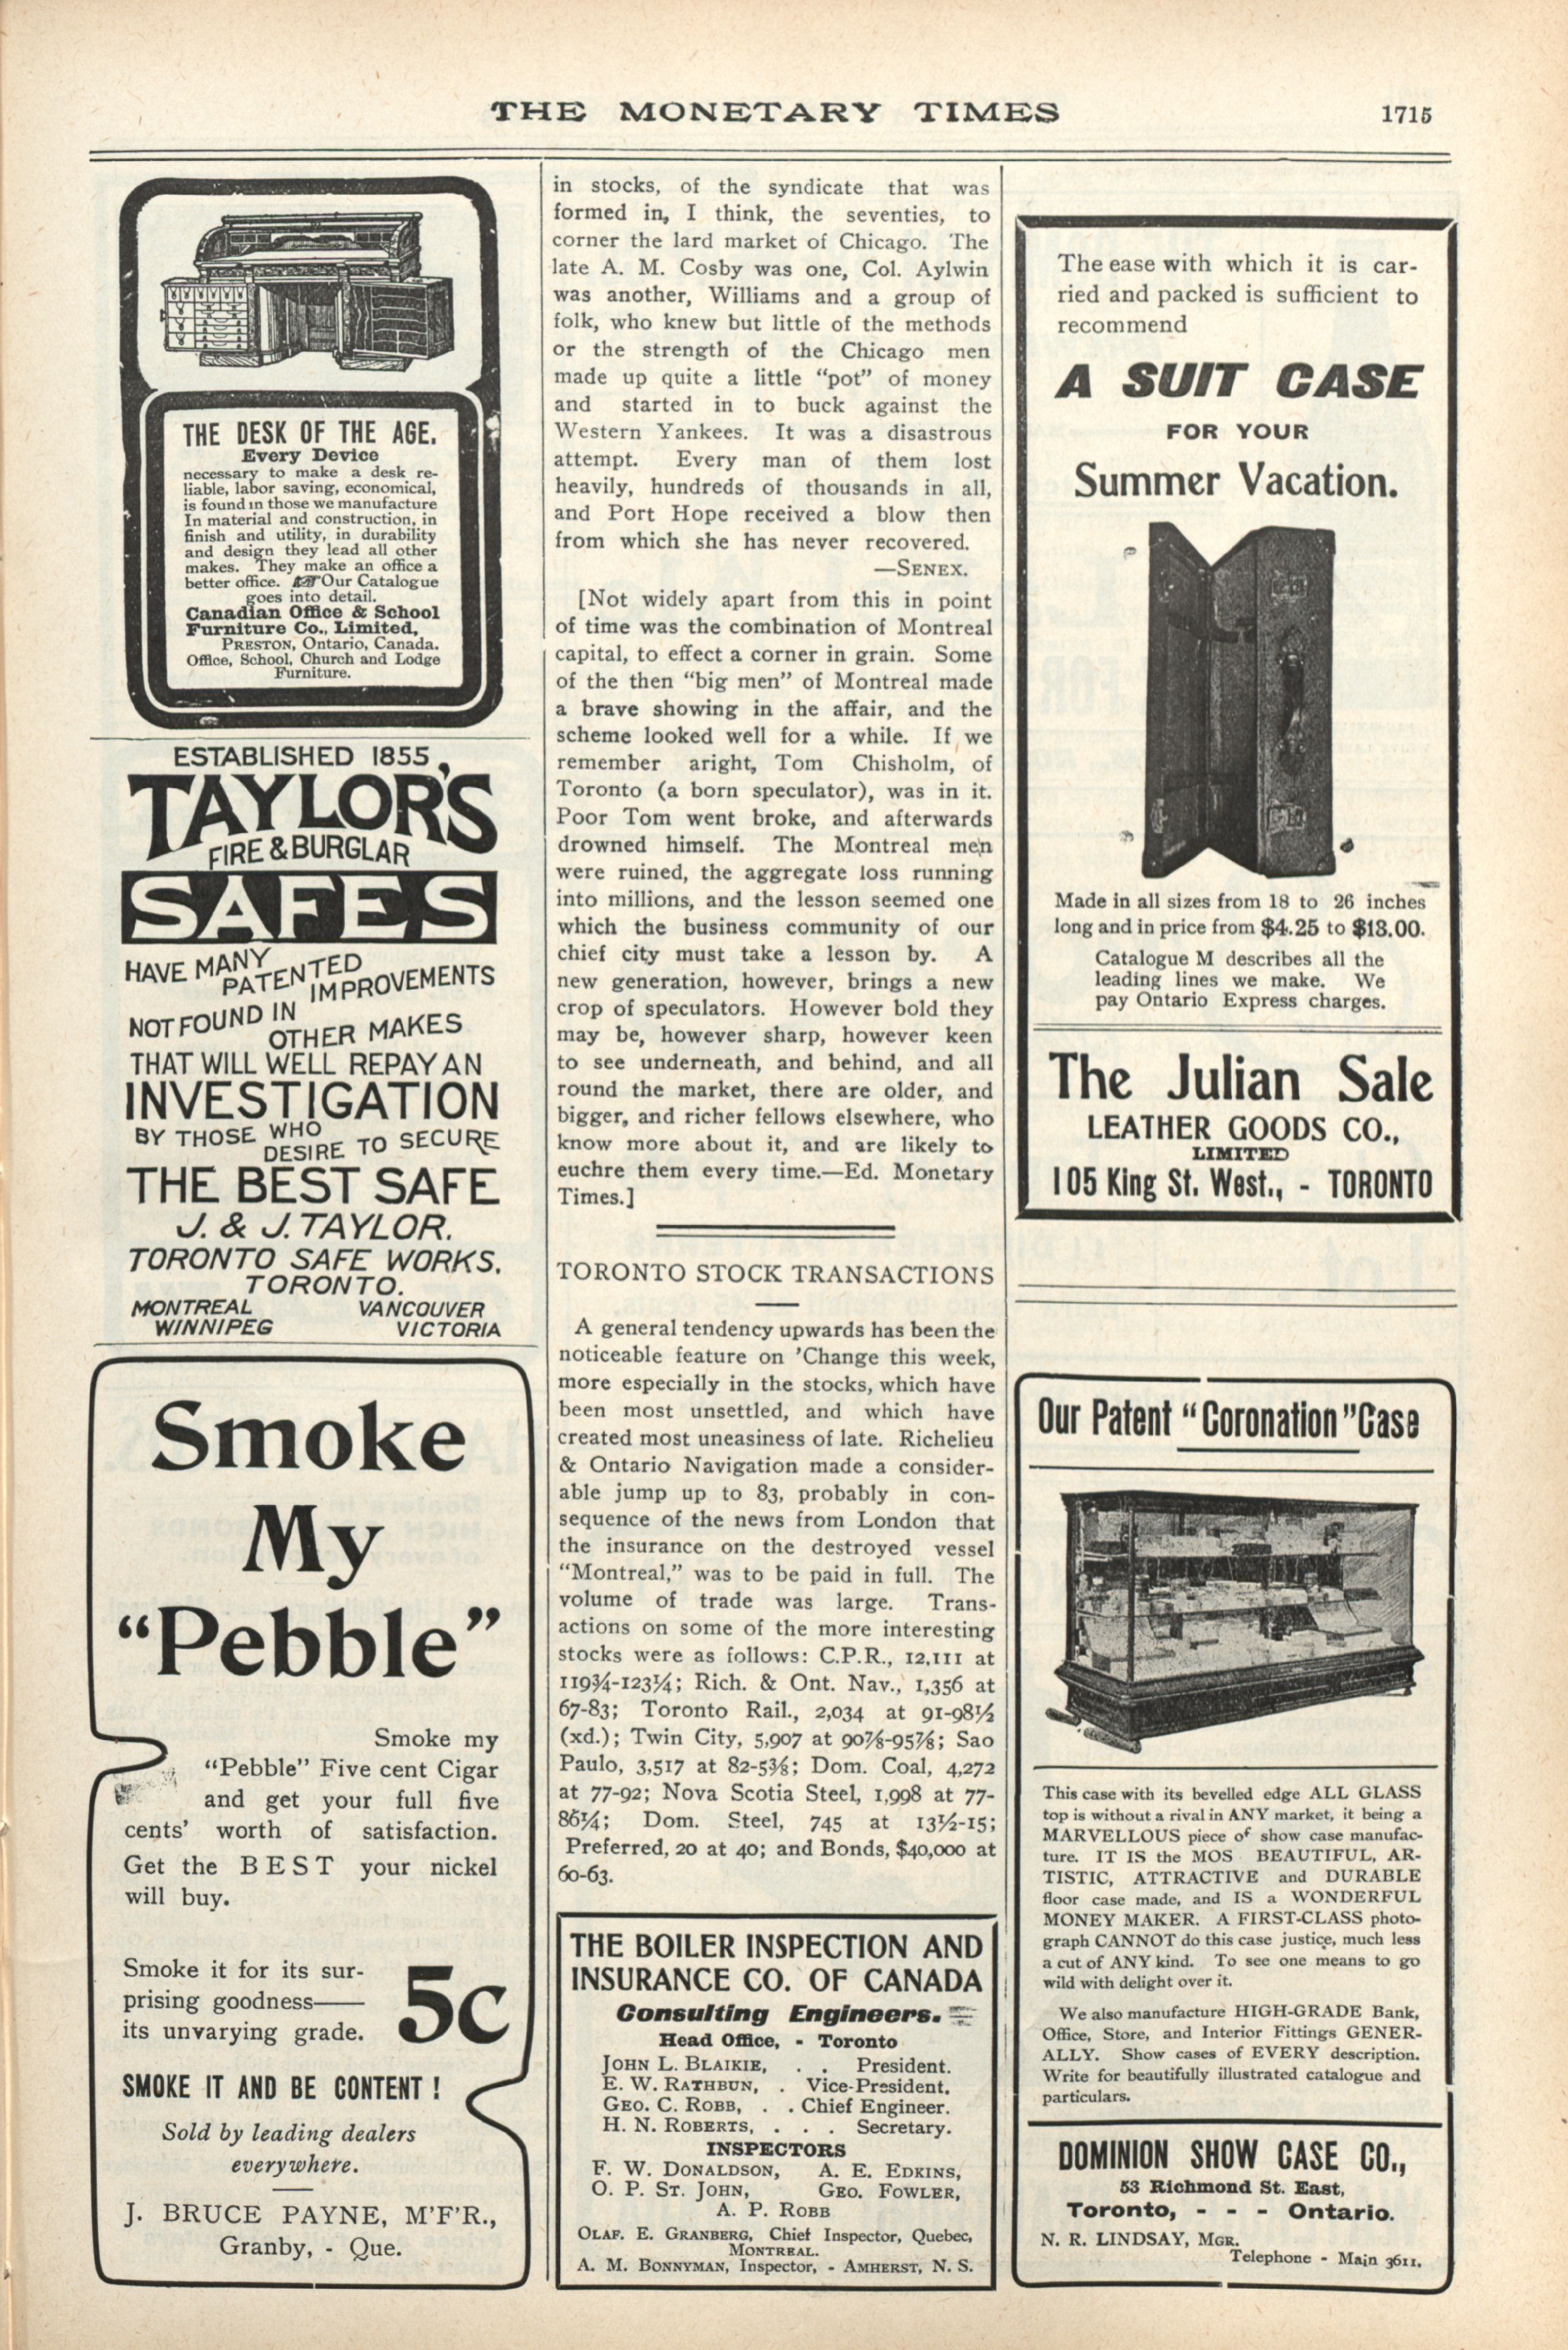 THE MONETARY TIMES
1715
THE DESK OF THE AGE.
Every Device
necessary to make a desk re-
liable, labor saving, economical,
is found in those we manufacture
In material and construction, in
finish and utility, in durability
and design they lead all other
makes. They make an office a
better office. ☞Our Catalogue
goes into detail.
Canadian Office & School
Furniture Co., Limited,
PRESTON, Ontario, Canada.
Office, School, Church and Lodge
Furniture.
ESTABLISHED 1855
TAYLOR'S
FIRE & BURGLAR
SAFES
HAVE MANY
PATENTED
IMPROVEMENTS
NOT FOUND IN
OTHER MAKES
THAT WILL WELL REPAY AN
INVESTIGATION
BY THOSE WHO
DESIRE TO SECURE
THE BEST SAFE
J. & J. TAYLOR.
TORONTO SAFE WORKS.
TORONTO.
MONTREAL VANCOUVER
WINNIPEG VICTORIA
Smoke
My
“Pebble”
Smoke my
“Pebble” Five cent Cigar
and get your full five
cents’ worth of satisfaction.
Get the BEST your nickel
will buy.
Smoke it for its sur-
prising goodness——
its unvarying grade.
5c
SMOKE IT AND BE CONTENT !
Sold by leading dealers
everywhere.
J. BRUCE PAYNE, M'F'R.,
Granby, - Que.
in stocks, of the syndicate that was
formed in, I think, the seventies, to
corner the lard market of Chicago. The
late A. M. Cosby was one, Col. Aylwin
was another, Williams and a group of
folk, who knew but little of the methods
or the strength of the Chicago men
made up quite a little “pot” of money
and started in to buck against the
Western Yankees. It was a disastrous
attempt. Every man of them lost
heavily, hundreds of thousands in all,
and Port Hope received a blow then
from which she has never recovered.
—SENEX.
[Not widely apart from this in point
of time was the combination of Montreal
capital, to effect a corner in grain. Some
of the then “big men” of Montreal made
a brave showing in the affair, and the
scheme looked well for a while. If we
remember aright, Tom Chisholm, of
Toronto (a born speculator), was in it.
Poor Tom went broke, and afterwards
drowned himself. The Montreal men
were ruined, the aggregate loss running
into millions, and the lesson seemed one
which the business community of our
chief city must take a lesson by. A
new generation, however, brings a new
crop of speculators. However bold they
may be, however sharp, however keen
to see underneath, and behind, and all
round the market, there are older, and
bigger, and richer fellows elsewhere, who
know more about it, and are likely to
euchre them every time.—Ed. Monetary
Times.]
TORONTO STOCK TRANSACTIONS
A general tendency upwards has been the
noticeable feature on ’Change this week,
more especially in the stocks, which have
been most unsettled, and which have
created most uneasiness of late. Richelieu
& Ontario Navigation made a consider-
able jump up to 83, probably in con-
sequence of the news from London that
the insurance on the destroyed vessel
“Montreal,” was to be paid in full. The
volume of trade was large. Trans-
actions on some of the more interesting
stocks were as follows: C.P.R., 12,111 at
119¾-123¼; Rich. & Ont. Nav., 1,356 at
67-83; Toronto Rail., 2,034 at 91-98½
(xd.); Twin City, 5,907 at 90⅞-95⅞; Sao
Paulo, 3,517 at 82-5⅜; Dom. Coal, 4,272
at 77-92; Nova Scotia Steel, 1,998 at 77-
86¼; Dom. Steel, 745 at 13½-15;
Preferred, 20 at 40; and Bonds, $40,000 at
60-63.
THE BOILER INSPECTION AND
INSURANCE CO. OF CANADA
Consulting Engineers.
Head Office, - Toronto
JOHN L. BLAIKIE, . . President.
E. W. RATHBUN, . Vice-President.
GEO. C. ROBB, . . Chief Engineer.
H. N. ROBERTS, . . . Secretary.
INSPECTORS
F. W. DONALDSON, A. E. EDKINS,
O. P. ST. JOHN, GEO. FOWLER,
A. P. ROBB
OLAF. E. GRANBERG, Chief Inspector, Quebec,
MONTREAL.
A. M. BONNYMAN, Inspector, - AMHERST, N. S.
The ease with which it is car-
ried and packed is sufficient to
recommend
A SUIT CASE
FOR YOUR
Summer Vacation.
Made in all sizes from 18 to 26 inches
long and in price from $4.25 to $13.00.
Catalogue M describes all the
leading lines we make. We
pay Ontario Express charges.
The Julian Sale
LEATHER GOODS CO.,
LIMITED
105 King St. West., - TORONTO
Our Patent “Coronation” Case
This case with its bevelled edge ALL GLASS
top is without a rival in ANY market, it being a
MARVELLOUS piece of show case manufac-
ture. IT IS the MOS BEAUTIFUL, AR-
TISTIC, ATTRACTIVE and DURABLE
floor case made, and IS a WONDERFUL
MONEY MAKER. A FIRST-CLASS photo-
graph CANNOT do this case justice, much less
a cut of ANY kind. To see one means to go
wild with delight over it.
We also manufacture HIGH-GRADE Bank,
Office, Store, and Interior Fittings GENER-
ALLY. Show cases of EVERY description.
Write for beautifully illustrated catalogue and
particulars.
DOMINION SHOW CASE CO.,
53 Richmond St. East,
Toronto, - - - Ontario.
N. R. LINDSAY, MGR.
Telephone - Main 3611.